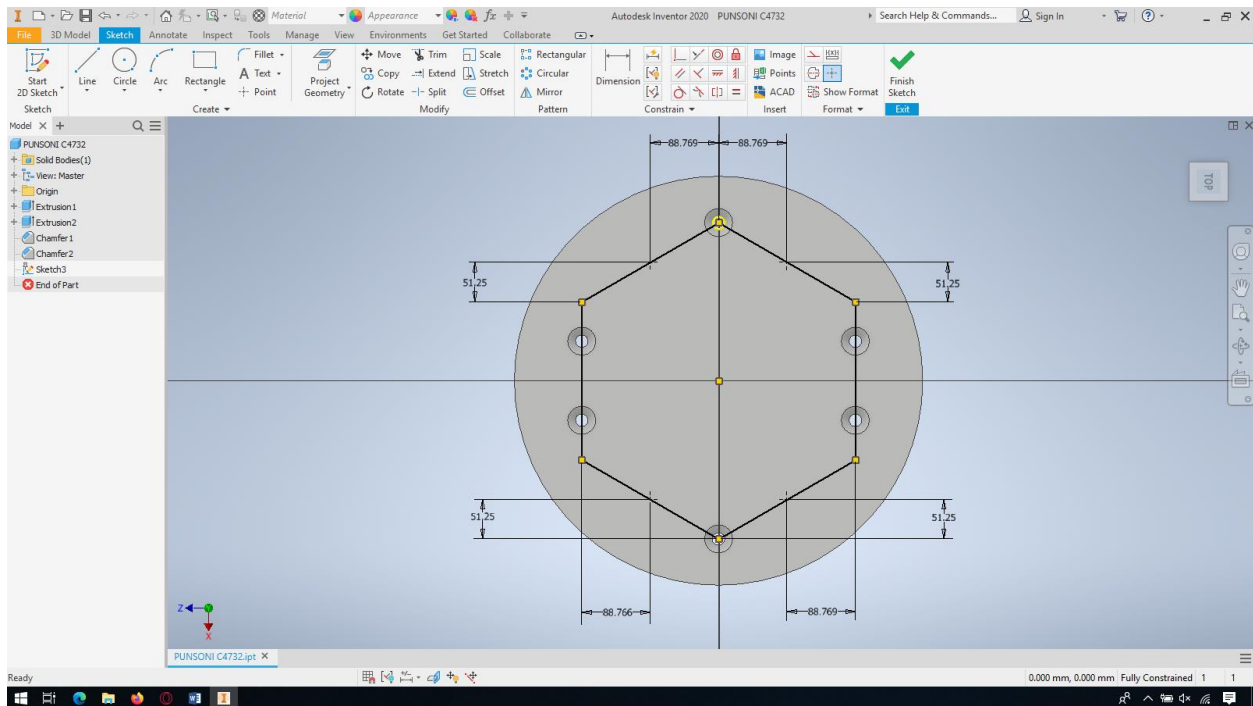 Material Appearance fx Autodesk Inventor 2020 PUNSONI C4732 Search Help & Commands... Sign In
File 3D Model Sketch Annotate Inspect Tools Manage View Environments Get Started Collaborate
Start 2D Sketch
Line
Circle
Arc
Rectangle
Fillet
A Text
Point
Project Geometry
Move
Copy
Rotate
Trim
Extend
Split
Scale
Stretch
Offset
Rectangular
Circular
Mirror
Dimension
Image
Points
ACAD
Show Format
Finish Sketch
Sketch Create Modify Pattern Constrain Insert Format Exit
Model
PUNSONI C4732
Solid Bodies(1)
View: Master
Origin
Extrusion1
Extrusion2
Chamfer1
Chamfer2
Sketch3
End of Part
TOP
88.769 88.769
51,25 51,25
51,25 51,25
88.766 88.769
Z
X
PUNSONI C4732.ipt
Ready 0.000 mm, 0.000 mm Fully Constrained 1 1